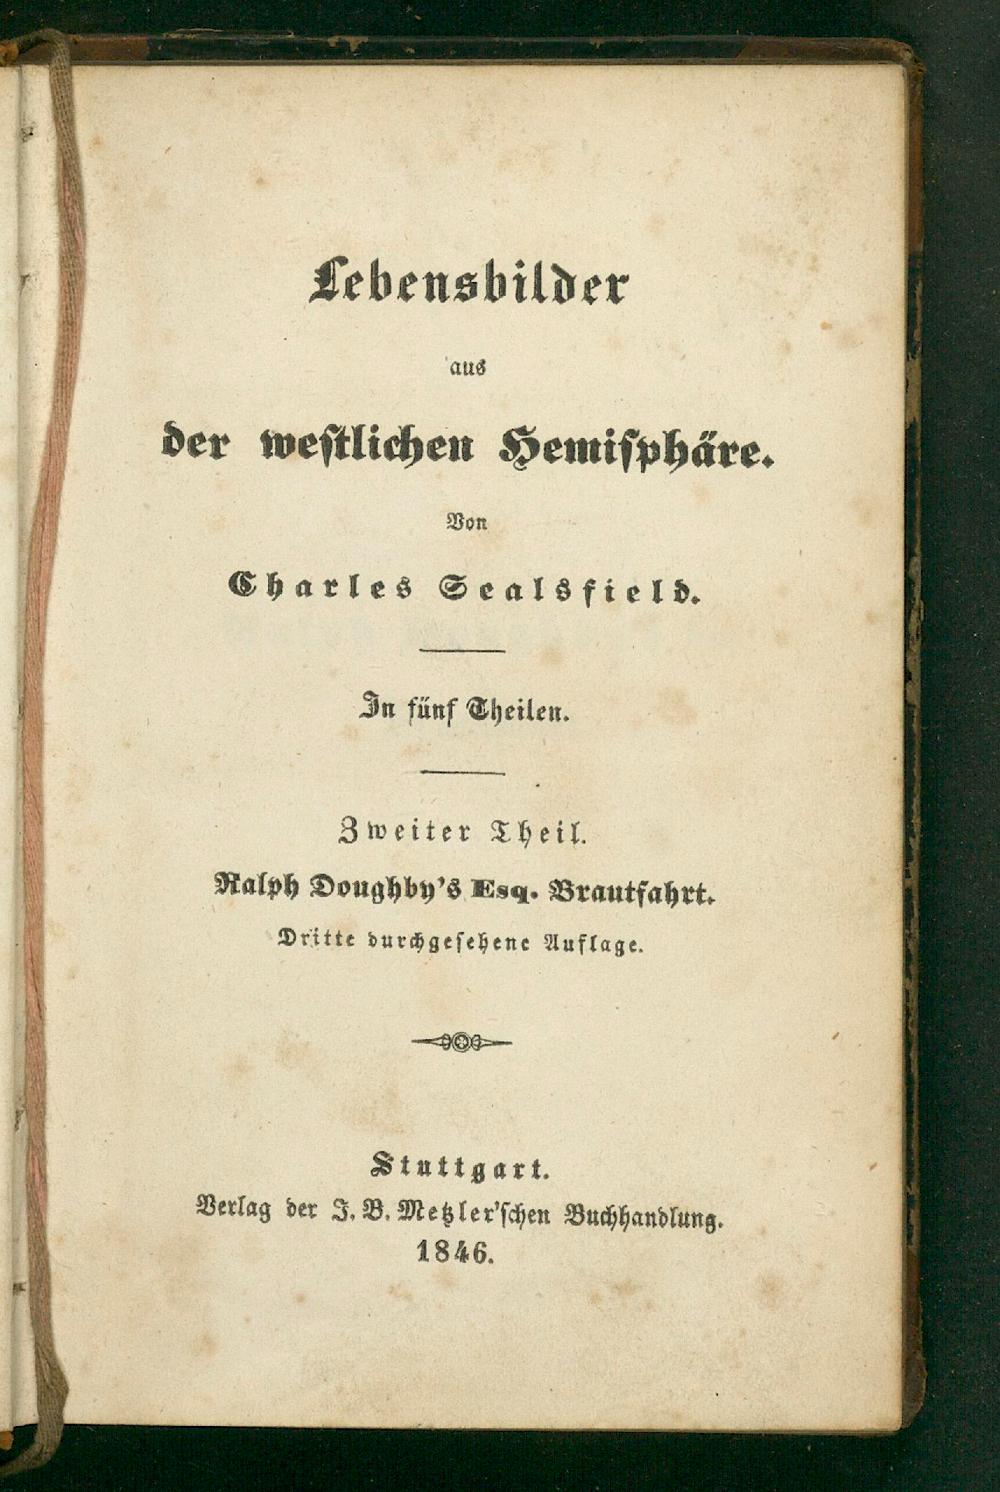 Lebensbilder
aus
der westlichen Hemisphäre.
Von
Charles Sealsfield.
In fünf Theilen.
Zweiter Theil.
Ralph Doughby's Esq. Brautfahrt.
Dritte durchgesehene Auflage.
Stuttgart.
Verlag der J. B. Metzler'schen Buchhandlung.
1846.